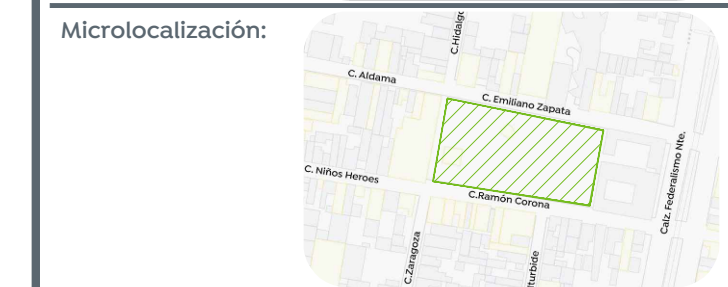 Microlocalización:
C.Hidalgo
C. Aldama
C. Emiliano Zapata
Calz. Federalismo Nte.
C. Niños Heroes
C.Ramón Corona
C.Zaragoza
Iturbide